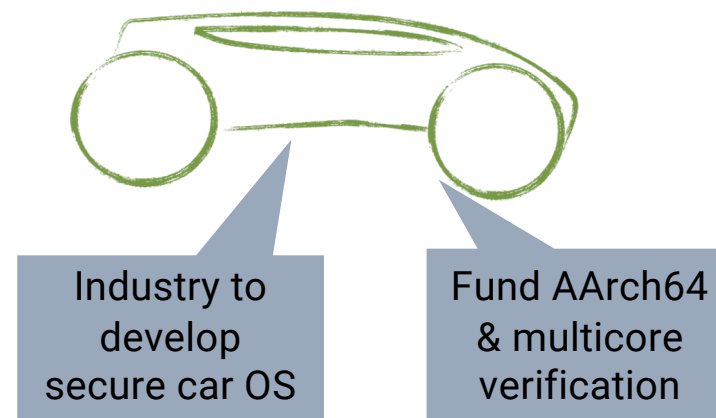 Industry to
develop
secure car OS
Fund AArch64
& multicore
verification